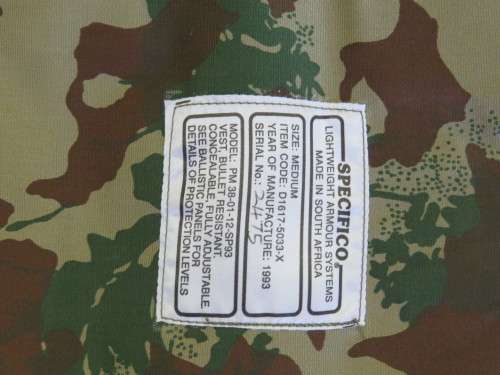 SPECIFICO.
LIGHTWEIGHT ARMOUR SYSTEMS
MADE IN SOUTH AFRICA
SIZE: MEDIUM
ITEM CODE: D1617-5033-X
YEAR OF MANUFACTURE: 1993
SERIAL No.: 2475
MODEL: PM 38-01-12-SP93
VEST, BULLET RESISTANT.
CONCEALABLE, FULLY ADJUSTABLE.
SEE BALLISTIC PANELS FOR
DETAILS OF PROTECTION LEVELS